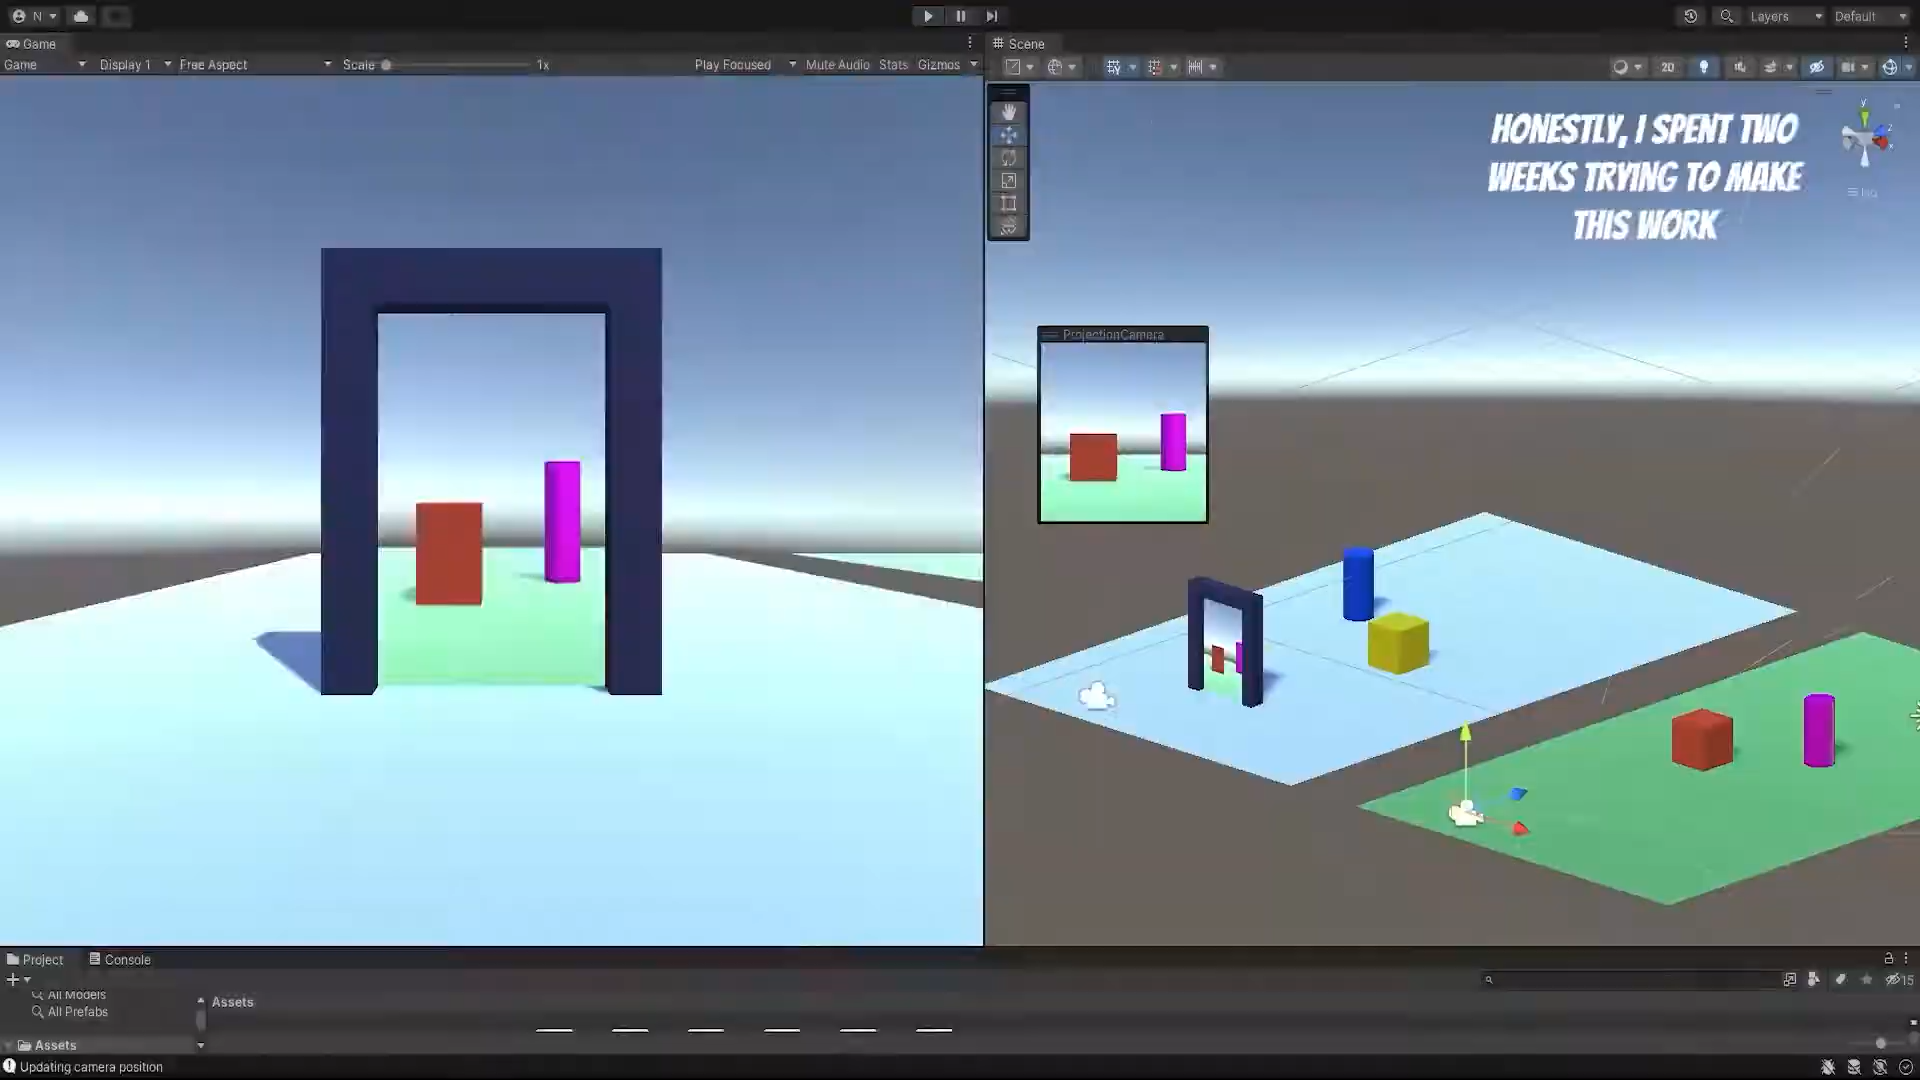 N
Layers
Default
Game
Scene
Game
Display 1
Free Aspect
Scale
1x
Play Focused
Mute Audio
Stats
Gizmos
20
HONESTLY, I SPENT TWO
WEEKS TRYING TO MAKE
THIS WORK
y
z
x
ProjectionCamera
Project
Console
15
All Models
All Prefabs
Assets
Assets
Updating camera position